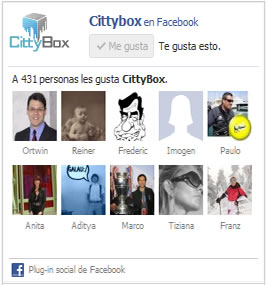 CittyBox
Cittybox en Facebook
Me gusta Te gusta esto.
A 431 personas les gusta CittyBox.
Ortwin Reiner Frederic Imogen Paulo
Anita Aditya Marco Tiziana Franz
Plug-in social de Facebook